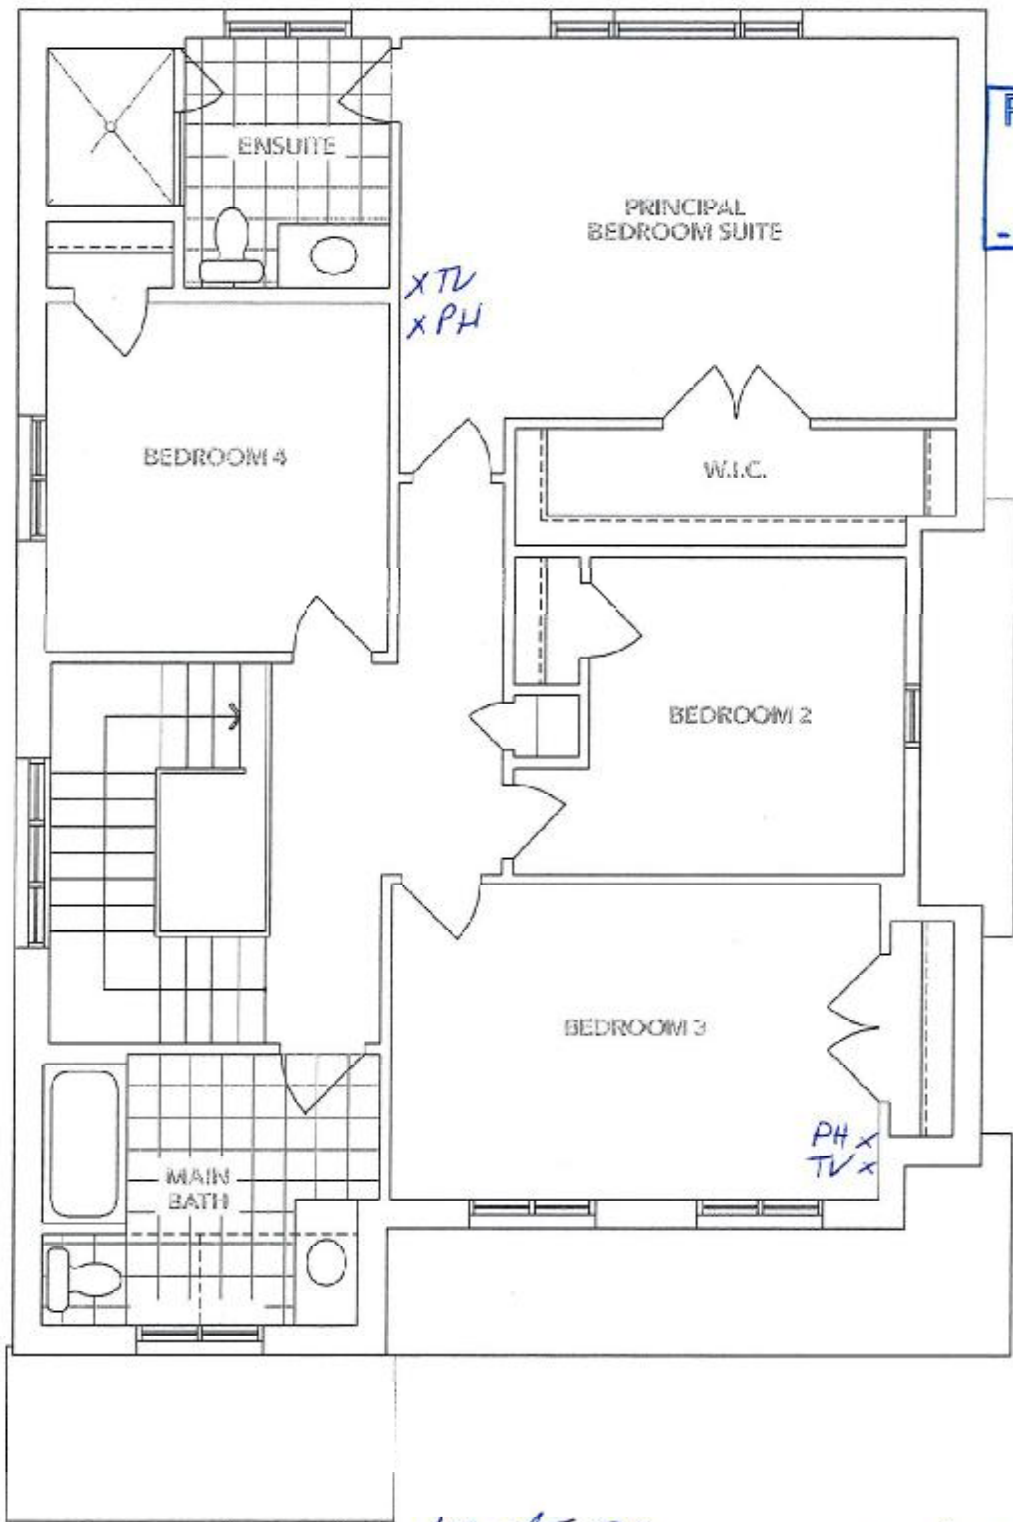 ENSUITE
PRINCIPAL
BEDROOM SUITE
x TV
x PH
BEDROOM 4
W.I.C.
BEDROOM 2
BEDROOM 3
PH x
TV x
MAIN
BATH